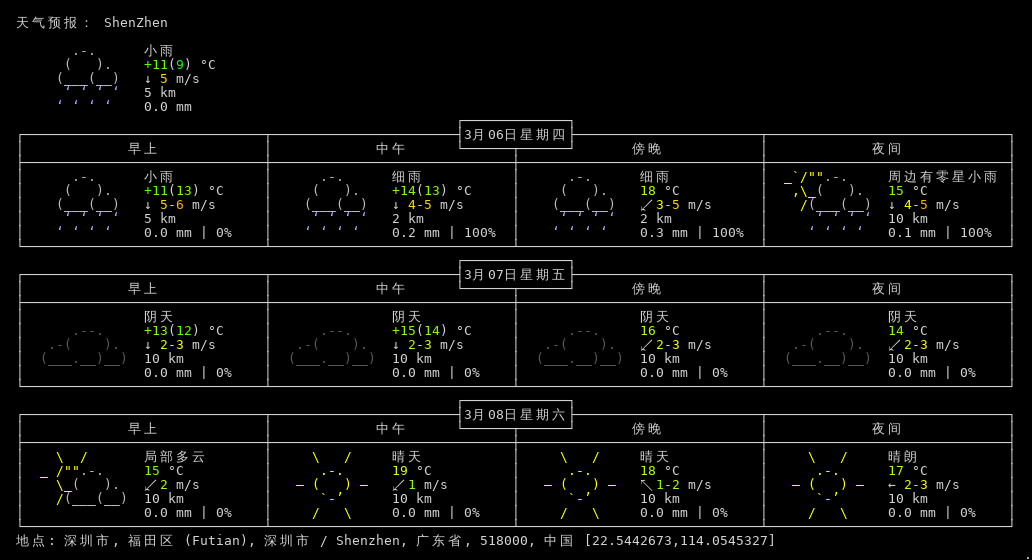 天气预报： ShenZhen
小雨
+11(9) °C
↓ 5 m/s
5 km
0.0 mm
3月06日星期四
早上 中午 傍晚 夜间
小雨 细雨 细雨 周边有零星小雨
+11(13) °C +14(13) °C 18 °C 15 °C
↓ 5-6 m/s ↓ 4-5 m/s ↙ 3-5 m/s ↓ 4-5 m/s
5 km 2 km 2 km 10 km
0.0 mm | 0% 0.2 mm | 100% 0.3 mm | 100% 0.1 mm | 100%
3月07日星期五
早上 中午 傍晚 夜间
阴天 阴天 阴天 阴天
+13(12) °C +15(14) °C 16 °C 14 °C
↓ 2-3 m/s ↓ 2-3 m/s ↙ 2-3 m/s ↙ 2-3 m/s
10 km 10 km 10 km 10 km
0.0 mm | 0% 0.0 mm | 0% 0.0 mm | 0% 0.0 mm | 0%
3月08日星期六
早上 中午 傍晚 夜间
局部多云 晴天 晴天 晴朗
15 °C 19 °C 18 °C 17 °C
↙ 2 m/s ↙ 1 m/s ↖ 1-2 m/s ← 2-3 m/s
10 km 10 km 10 km 10 km
0.0 mm | 0% 0.0 mm | 0% 0.0 mm | 0% 0.0 mm | 0%
地点: 深圳市, 福田区 (Futian), 深圳市 / Shenzhen, 广东省, 518000, 中国 [22.5442673,114.0545327]